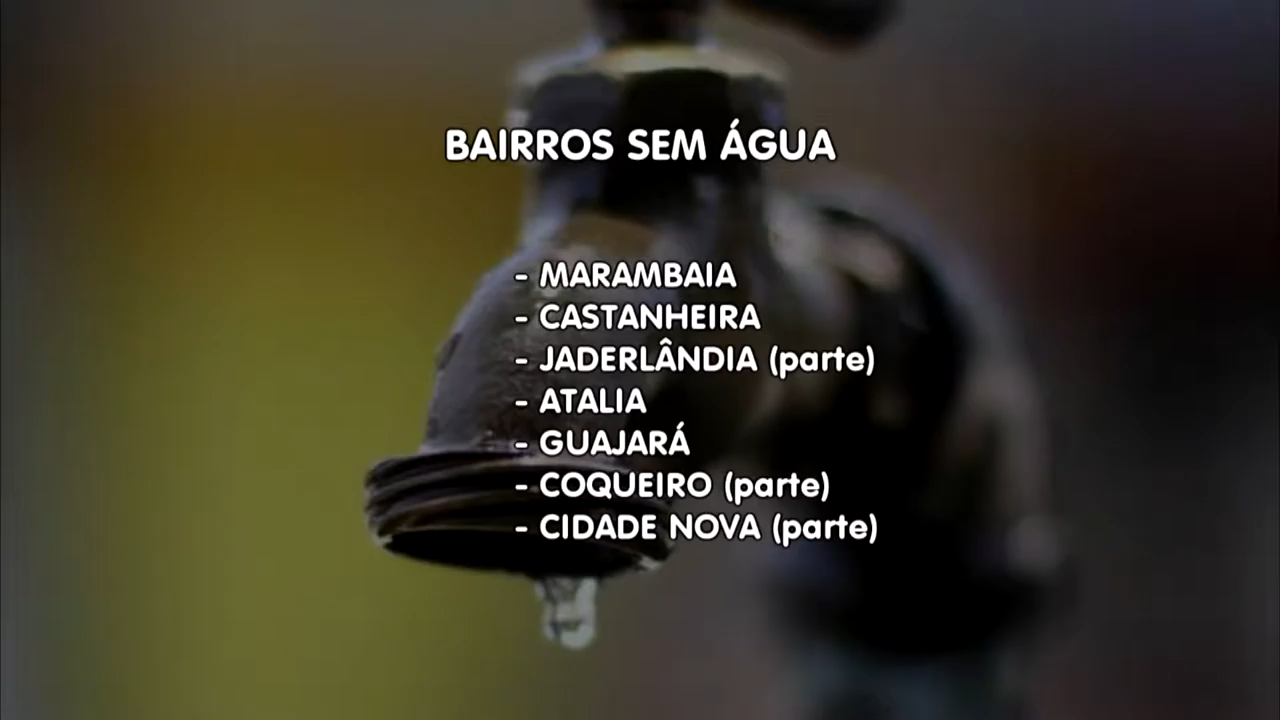 BAIRROS SEM ÁGUA
- MARAMBAIA
- CASTANHEIRA
- JADERLÂNDIA (parte)
- ATALIA
- GUAJARÁ
- COQUEIRO (parte)
- CIDADE NOVA (parte)